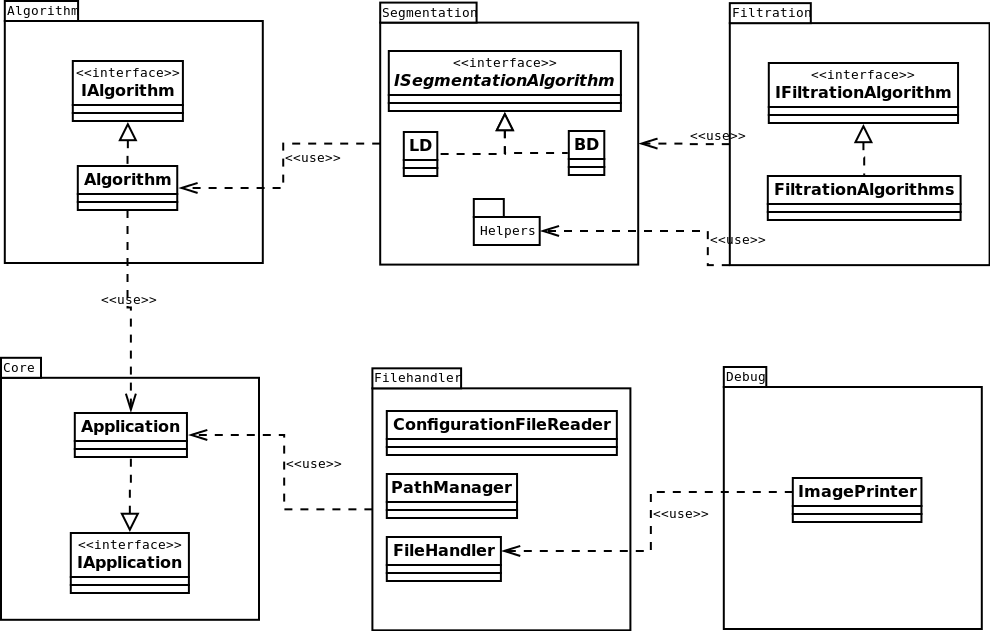 Algorithm
<<interface>>
IAlgorithm
Algorithm
<<use>>
Segmentation
<<interface>>
ISegmentationAlgorithm
LD
BD
Helpers
<<use>>
<<use>>
Filtration
<<interface>>
IFiltrationAlgorithm
FiltrationAlgorithms
<<use>>
Core
Application
<<interface>>
IApplication
<<use>>
Filehandler
ConfigurationFileReader
PathManager
FileHandler
<<use>>
Debug
ImagePrinter